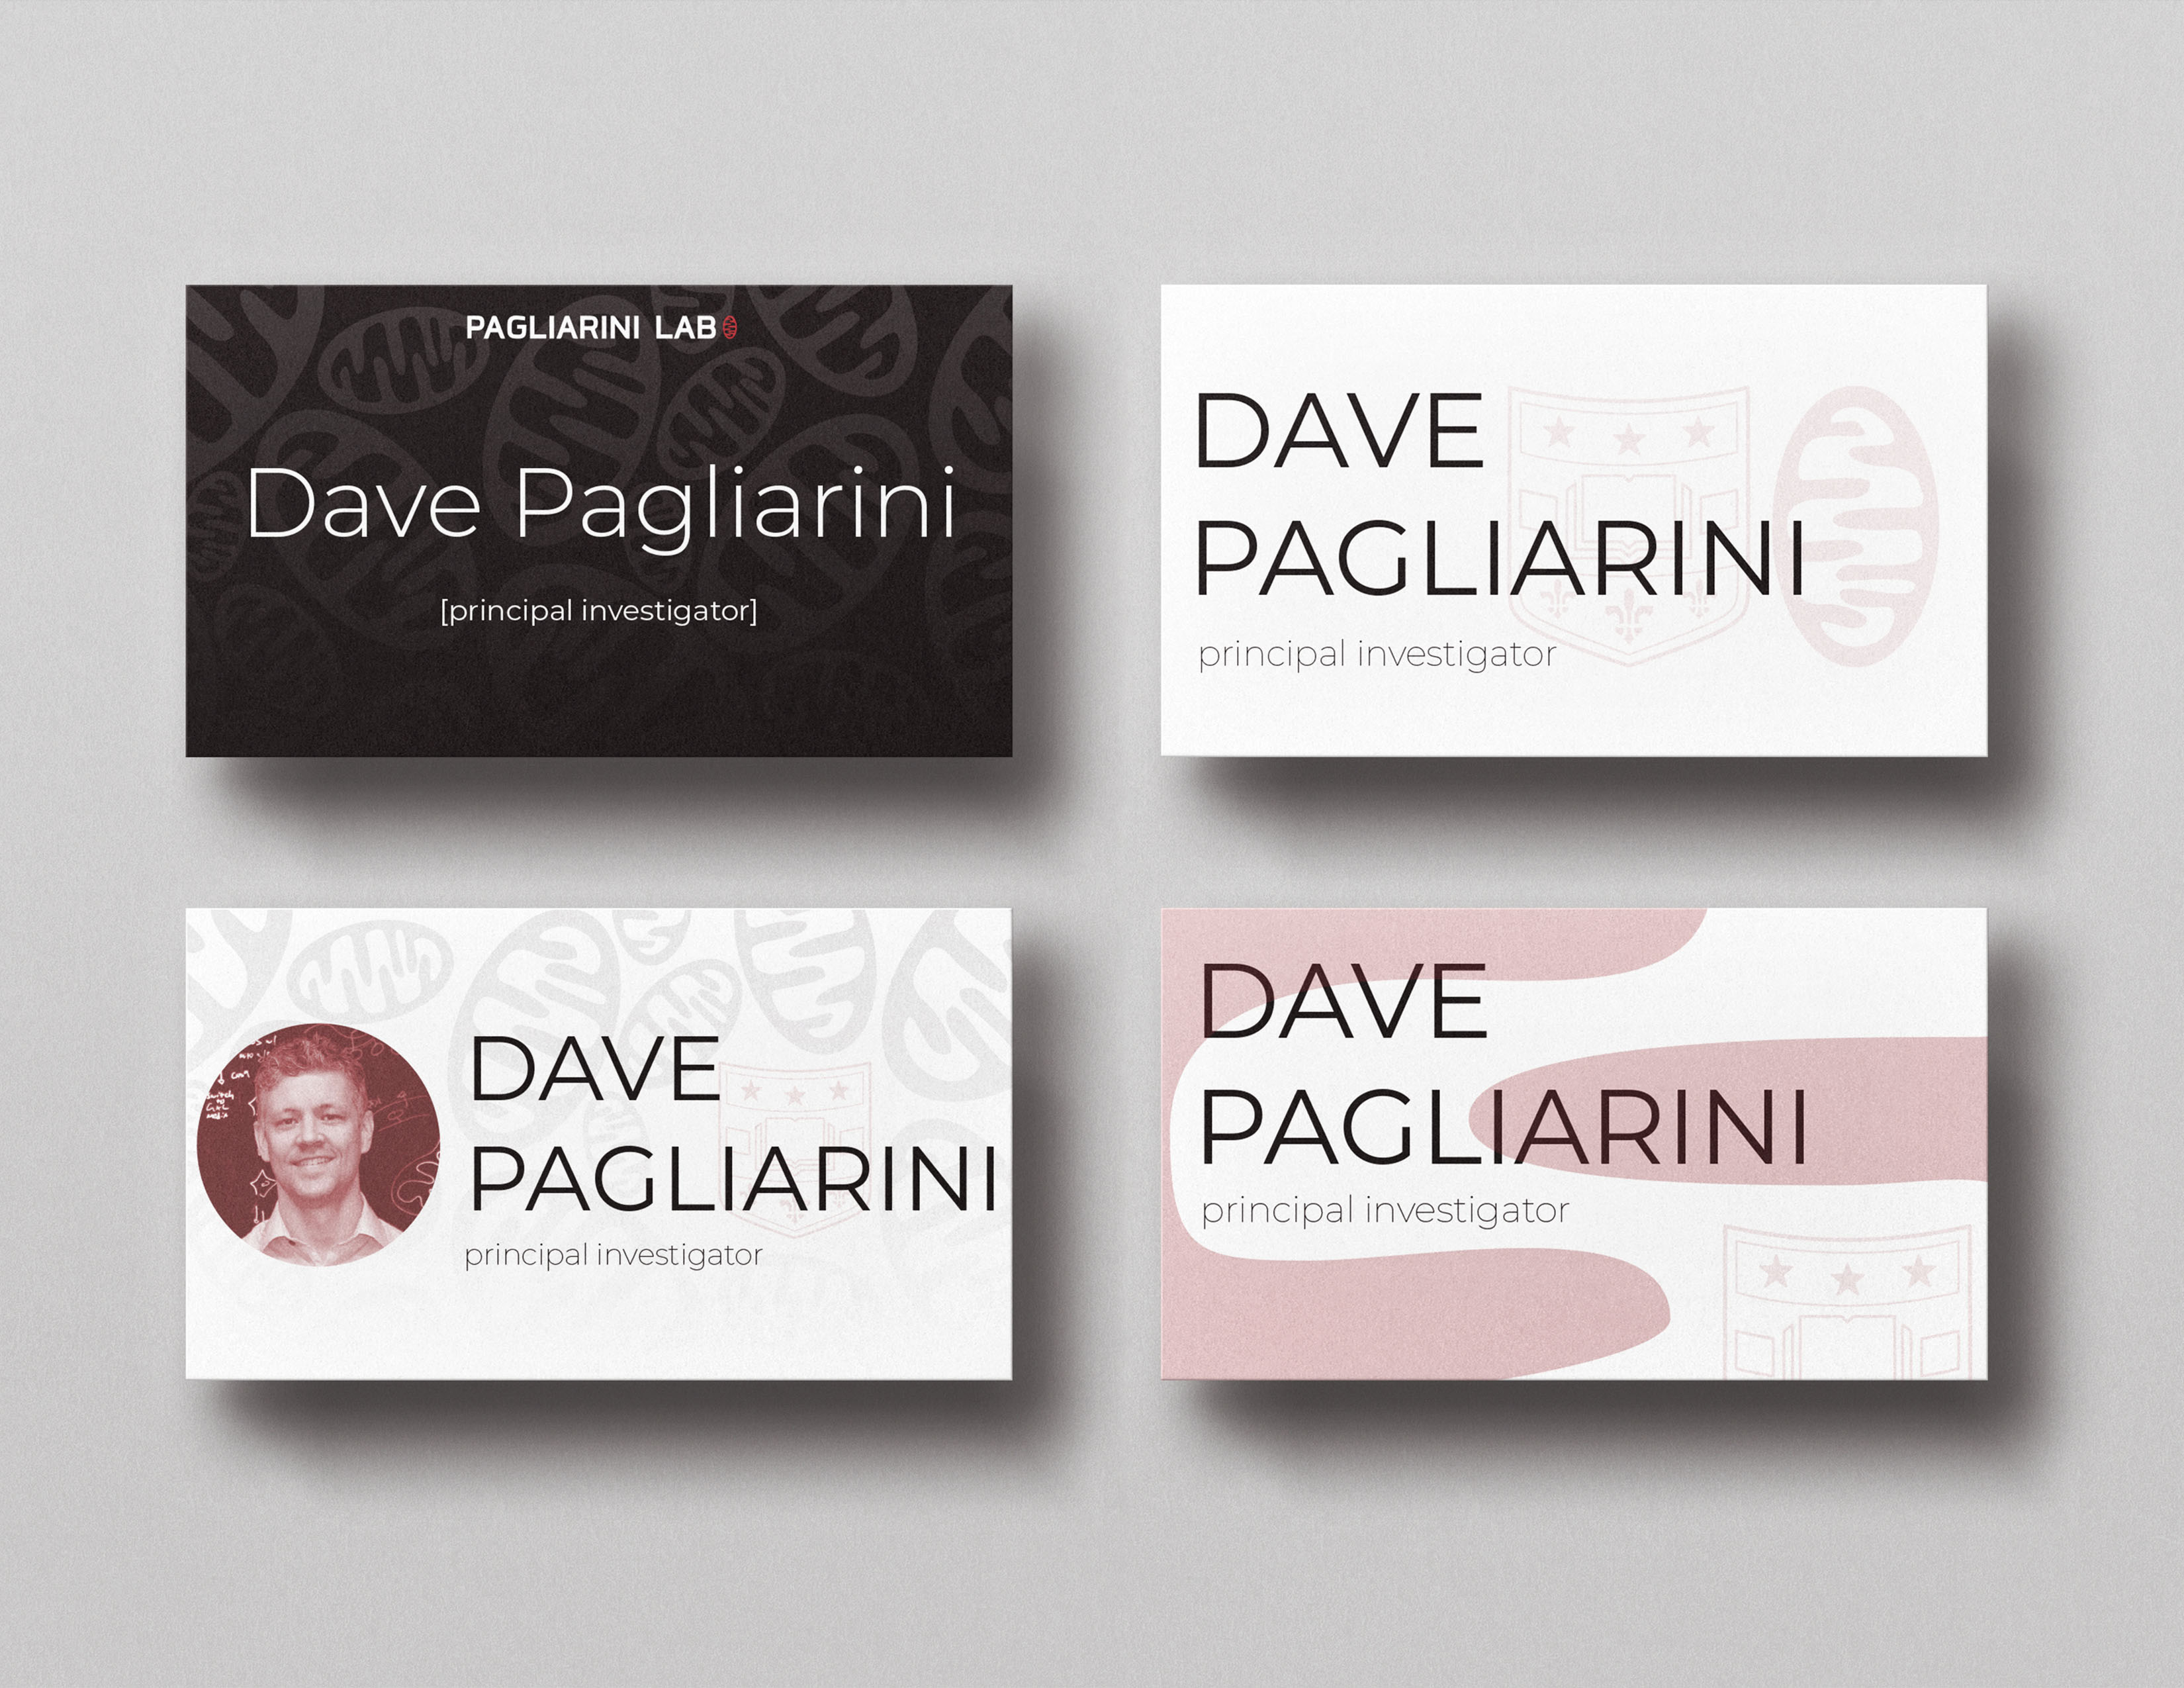 PAGLIARINI LAB
Dave Pagliarini
[principal investigator]
DAVE
PAGLIARINI
principal investigator
DAVE
PAGLIARINI
principal investigator
DAVE
PAGLIARINI
principal investigator